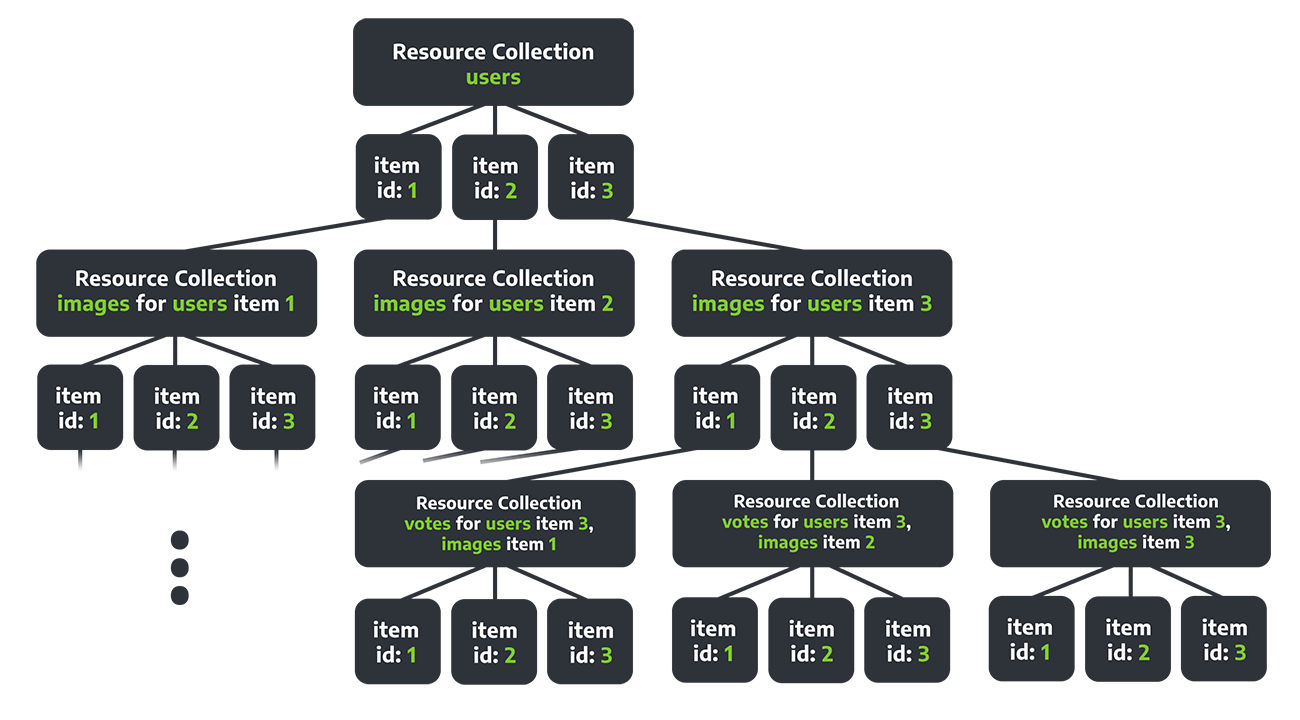 Resource Collection
users
item
id: 1
item
id: 2
item
id: 3
Resource Collection
images for users item 1
Resource Collection
images for users item 2
Resource Collection
images for users item 3
item
id: 1
item
id: 2
item
id: 3
item
id: 1
item
id: 2
item
id: 3
item
id: 1
item
id: 2
item
id: 3
Resource Collection
votes for users item 3,
images item 1
Resource Collection
votes for users item 3,
images item 2
Resource Collection
votes for users item 3,
images item 3
item
id: 1
item
id: 2
item
id: 3
item
id: 1
item
id: 2
item
id: 3
item
id: 1
item
id: 2
item
id: 3